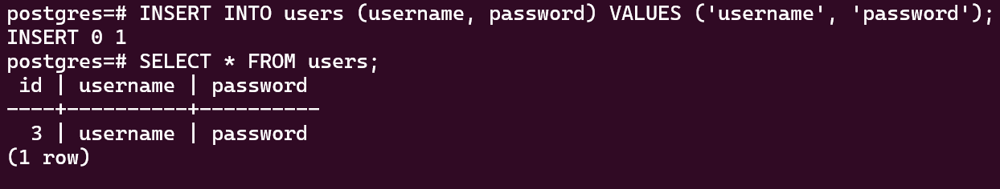 postgres=# INSERT INTO users (username, password) VALUES ('username', 'password');
INSERT 0 1
postgres=# SELECT * FROM users;
 id | username | password
----+----------+----------
  3 | username | password
(1 row)